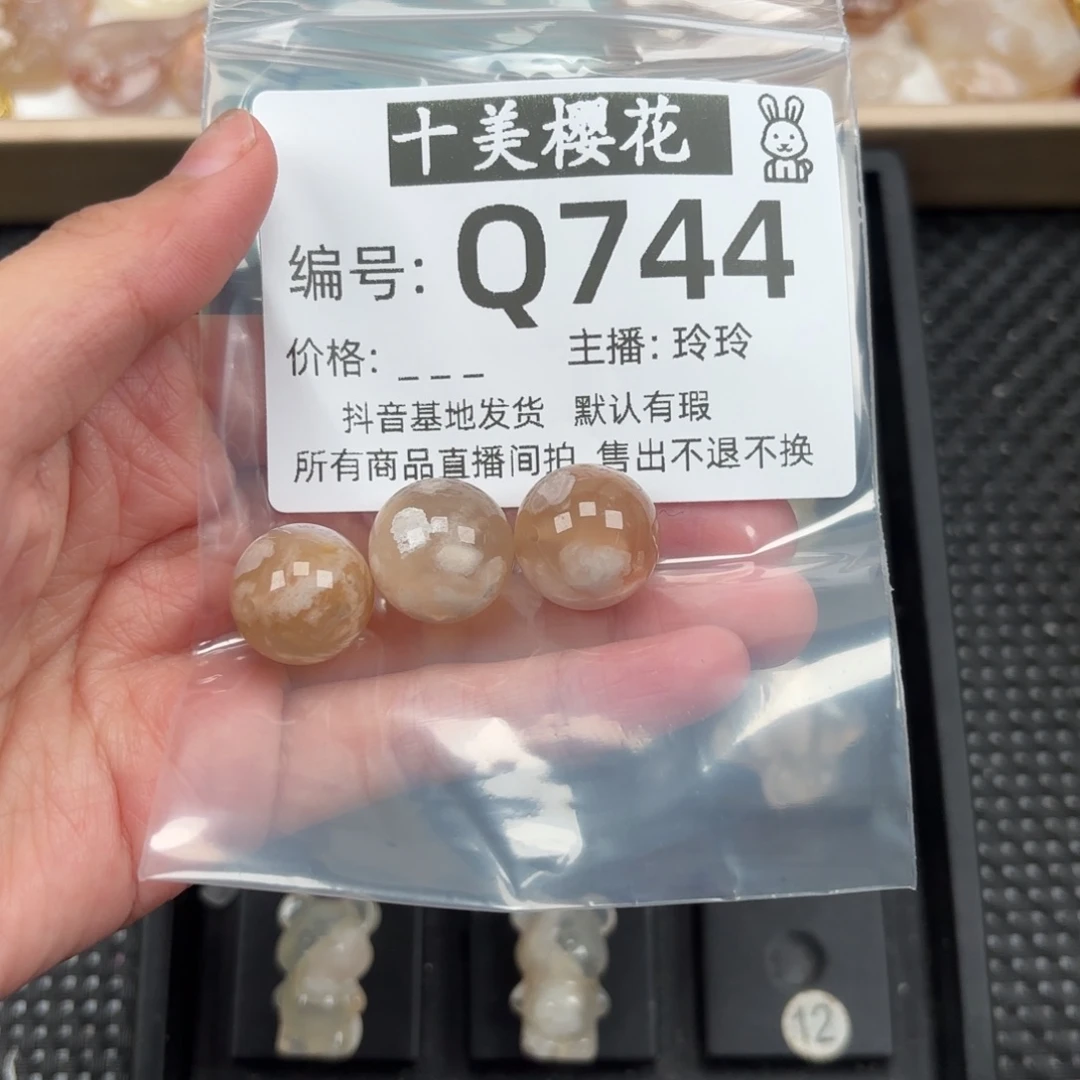 十美樱花
编号: Q744
价格: _ _ _ 主播: 玲玲
抖音基地发货 默认有瑕
所有商品直播间拍 售出不退不换
12